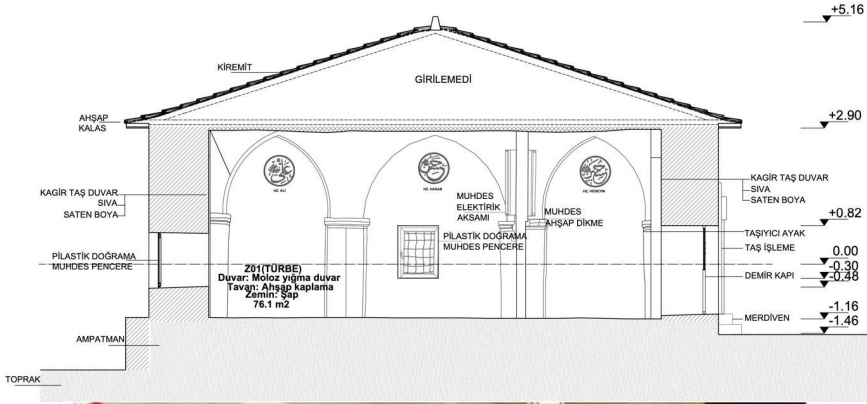 +5.16
KİREMİT
GİRİLEMEDİ
AHŞAP
KALAS
+2.90
HZ. ALİ
HZ. HASAN
HZ. HÜSEYİN
KAGİR TAŞ DUVAR
SIVA
SATEN BOYA
MUHDES
ELEKTİRİK
AKSAMI
MUHDES
AHŞAP DİKME
KAGİR TAŞ DUVAR
SIVA
SATEN BOYA
+0.82
PİLASTİK DOĞRAMA
MUHDES PENCERE
PİLASTİK DOĞRAMA
MUHDES PENCERE
TAŞIYICI AYAK
TAŞ İŞLEME
0.00
-0.30
-0.48
DEMİR KAPI
Z01(TÜRBE)
Duvar: Moloz yığma duvar
Tavan: Ahşap kaplama
Zemin: Şap
76.1 m2
-1.16
MERDİVEN
-1.46
AMPATMAN
TOPRAK